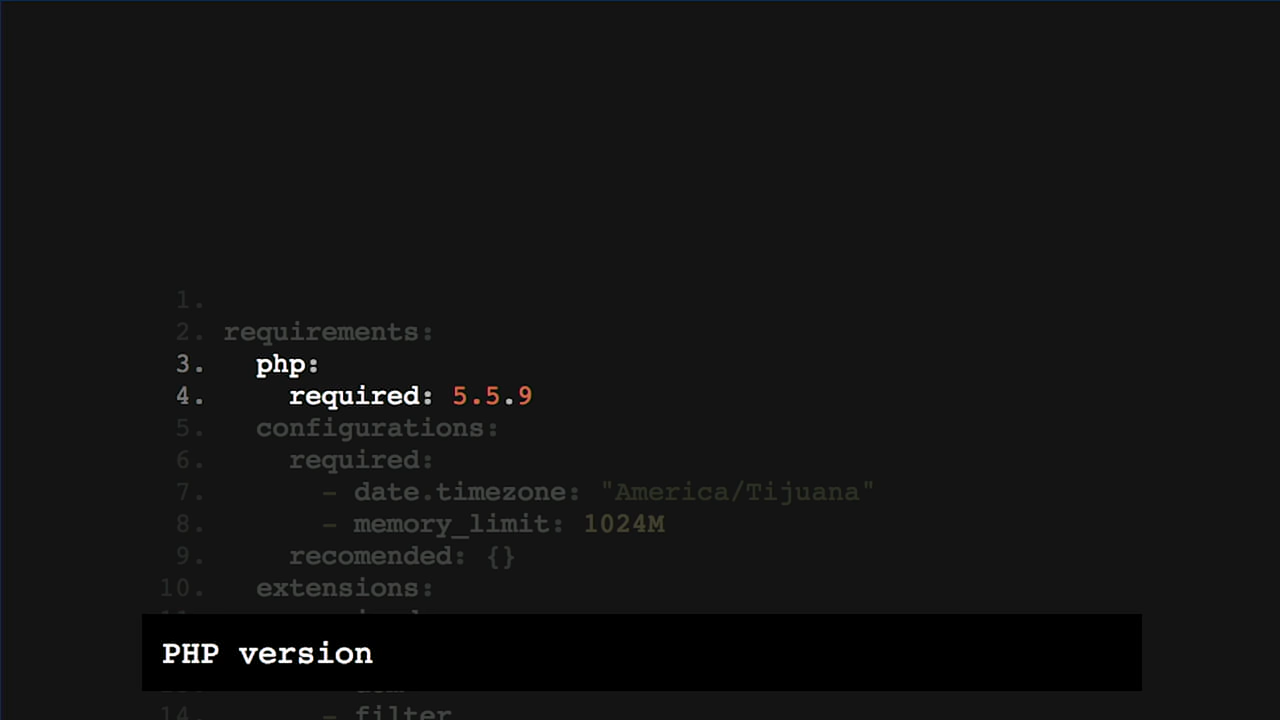 1.
2. requirements:
3. php:
4. required: 5.5.9
5. configurations:
6. required:
7. - date.timezone: "America/Tijuana"
8. - memory_limit: 1024M
9. recomended: {}
10. extensions:
PHP version
14. - filter